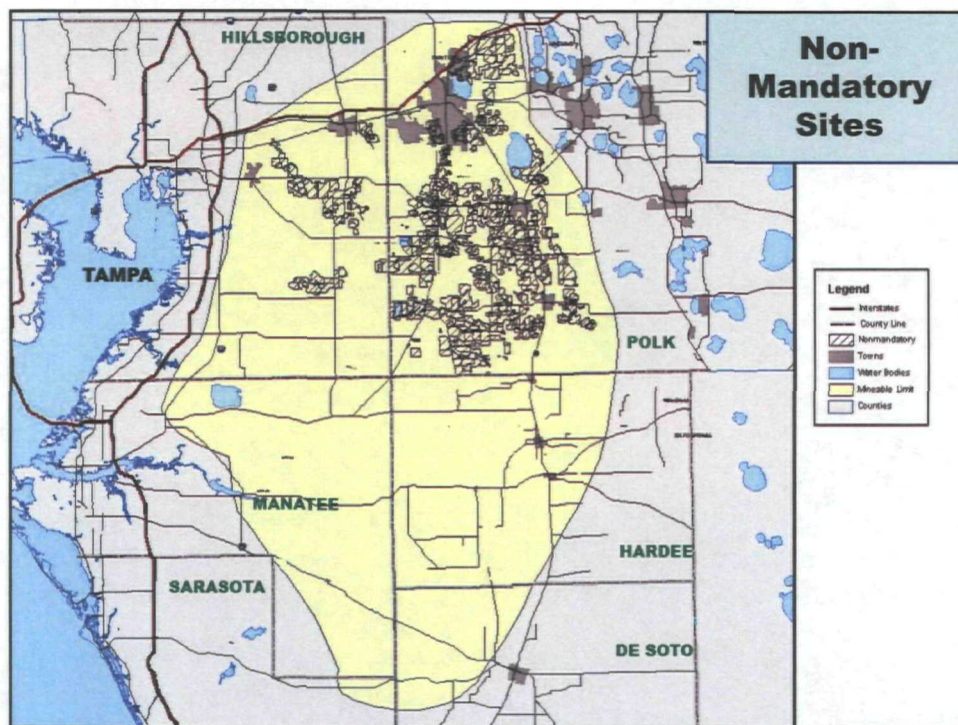 Non-
Mandatory
Sites
HILLSBOROUGH
TAMPA
POLK
MANATEE
HARDEE
SARASOTA
DE SOTO
Legend
Interstates
County Line
Nonmandatory
Towns
Water Bodies
Mineable Limit
Counties